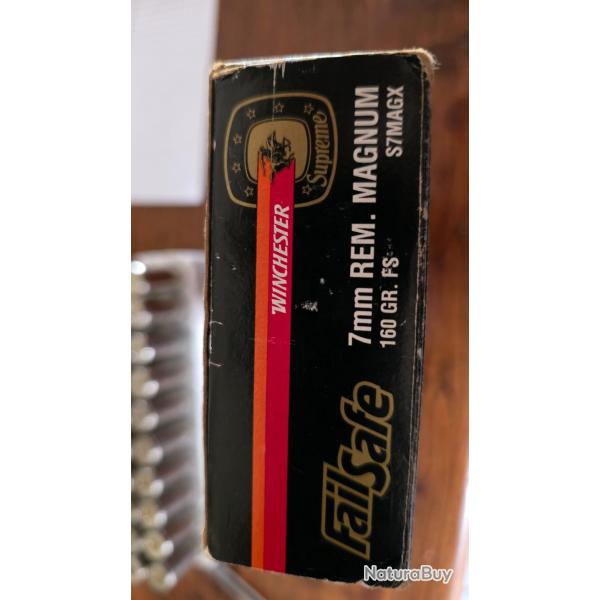 Supreme
WINCHESTER
FailSafe
7mm REM. MAGNUM
160 GR. FS
S7MAGX
NaturaBuy